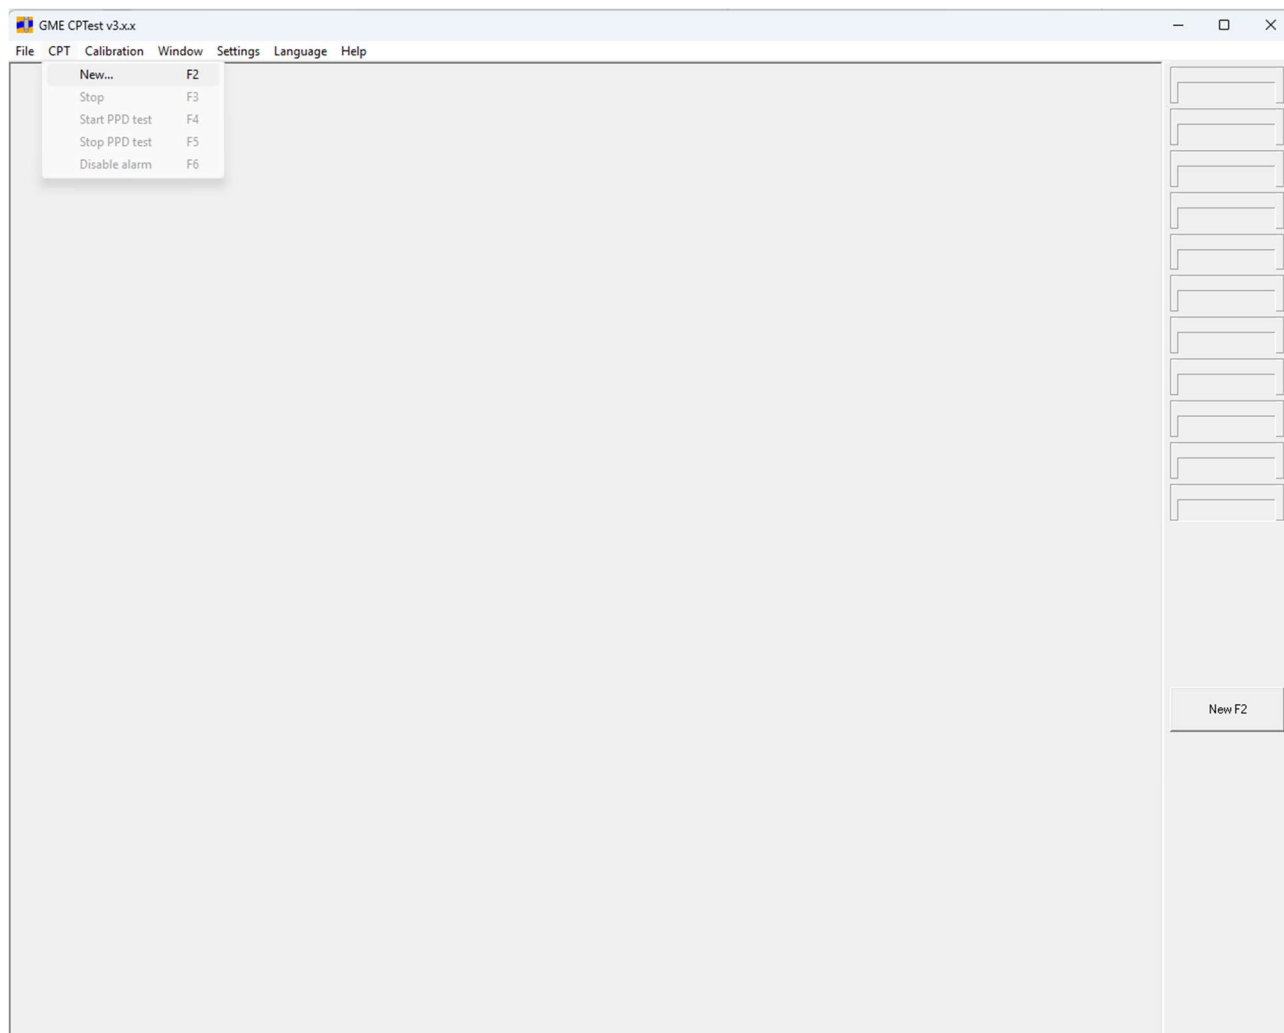 GME CPTest v3.x.x
File CPT Calibration Window Settings Language Help
New... F2
Stop F3
Start PPD test F4
Stop PPD test F5
Disable alarm F6
New F2